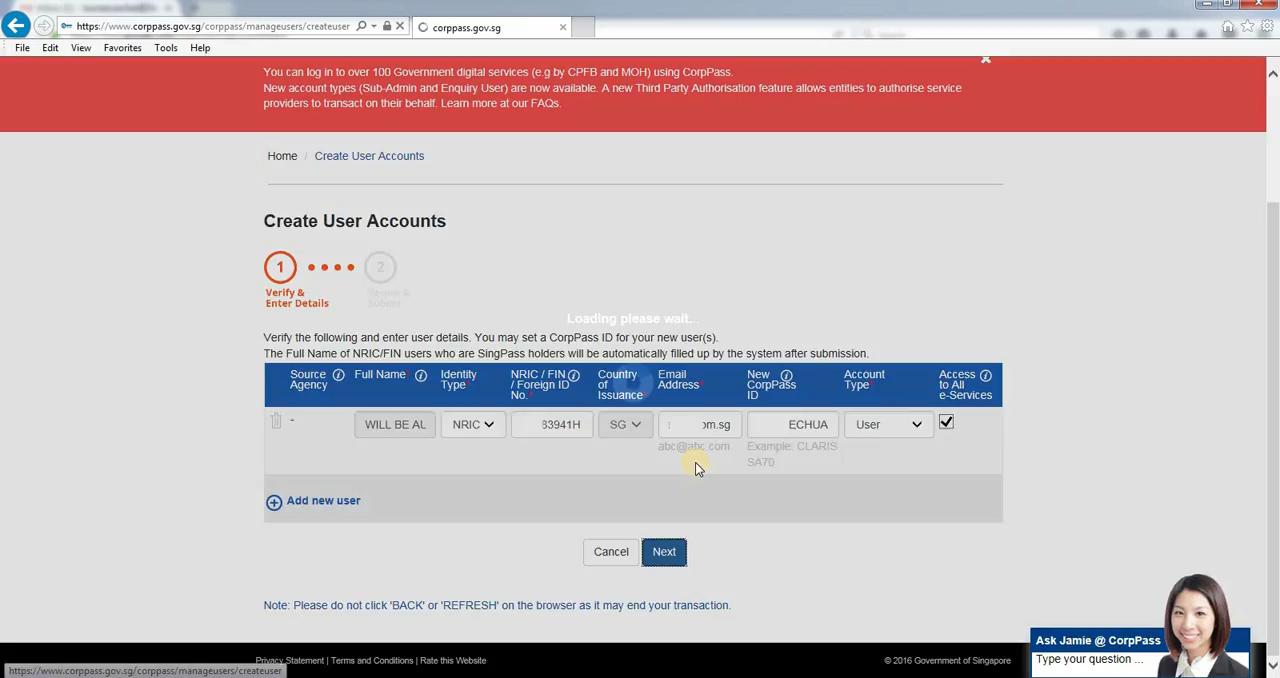 https://www.corppass.gov.sg/corppass/manageusers/createuser
corppass.gov.sg
File Edit View Favorites Tools Help
You can log in to over 100 Government digital services (e.g by CPFB and MOH) using CorpPass.
New account types (Sub-Admin and Enquiry User) are now available. A new Third Party Authorisation feature allows entities to authorise service
providers to transact on their behalf. Learn more at our FAQs.
Home / Create User Accounts
Create User Accounts
1 2
Verify &
Enter Details
Review &
Submit
Loading please wait...
Verify the following and enter user details. You may set a CorpPass ID for your new user(s).
The Full Name of NRIC/FIN users who are SingPass holders will be automatically filled up by the system after submission.
Source Agency Full Name* Identity Type* NRIC / FIN / Foreign ID No.* Country of Issuance* Email Address* New CorpPass ID Account Type* Access to All e-Services
- WILL BE AL NRIC 83941H SG om.sg ECHUA User
abc@abc.com Example: CLARIS
SA70
Add new user
Cancel Next
Note: Please do not click 'BACK' or 'REFRESH' on the browser as it may end your transaction.
Ask Jamie @ CorpPass
Type your question ...
Privacy Statement | Terms and Conditions | Rate this Website © 2016 Government of Singapore
https://www.corppass.gov.sg/corppass/manageusers/createuser